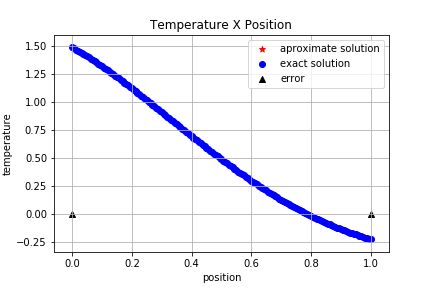 Temperature X Position
aproximate solution
exact solution
error
1.50
1.25
1.00
0.75
0.50
0.25
0.00
−0.25
temperature
0.0 0.2 0.4 0.6 0.8 1.0
position